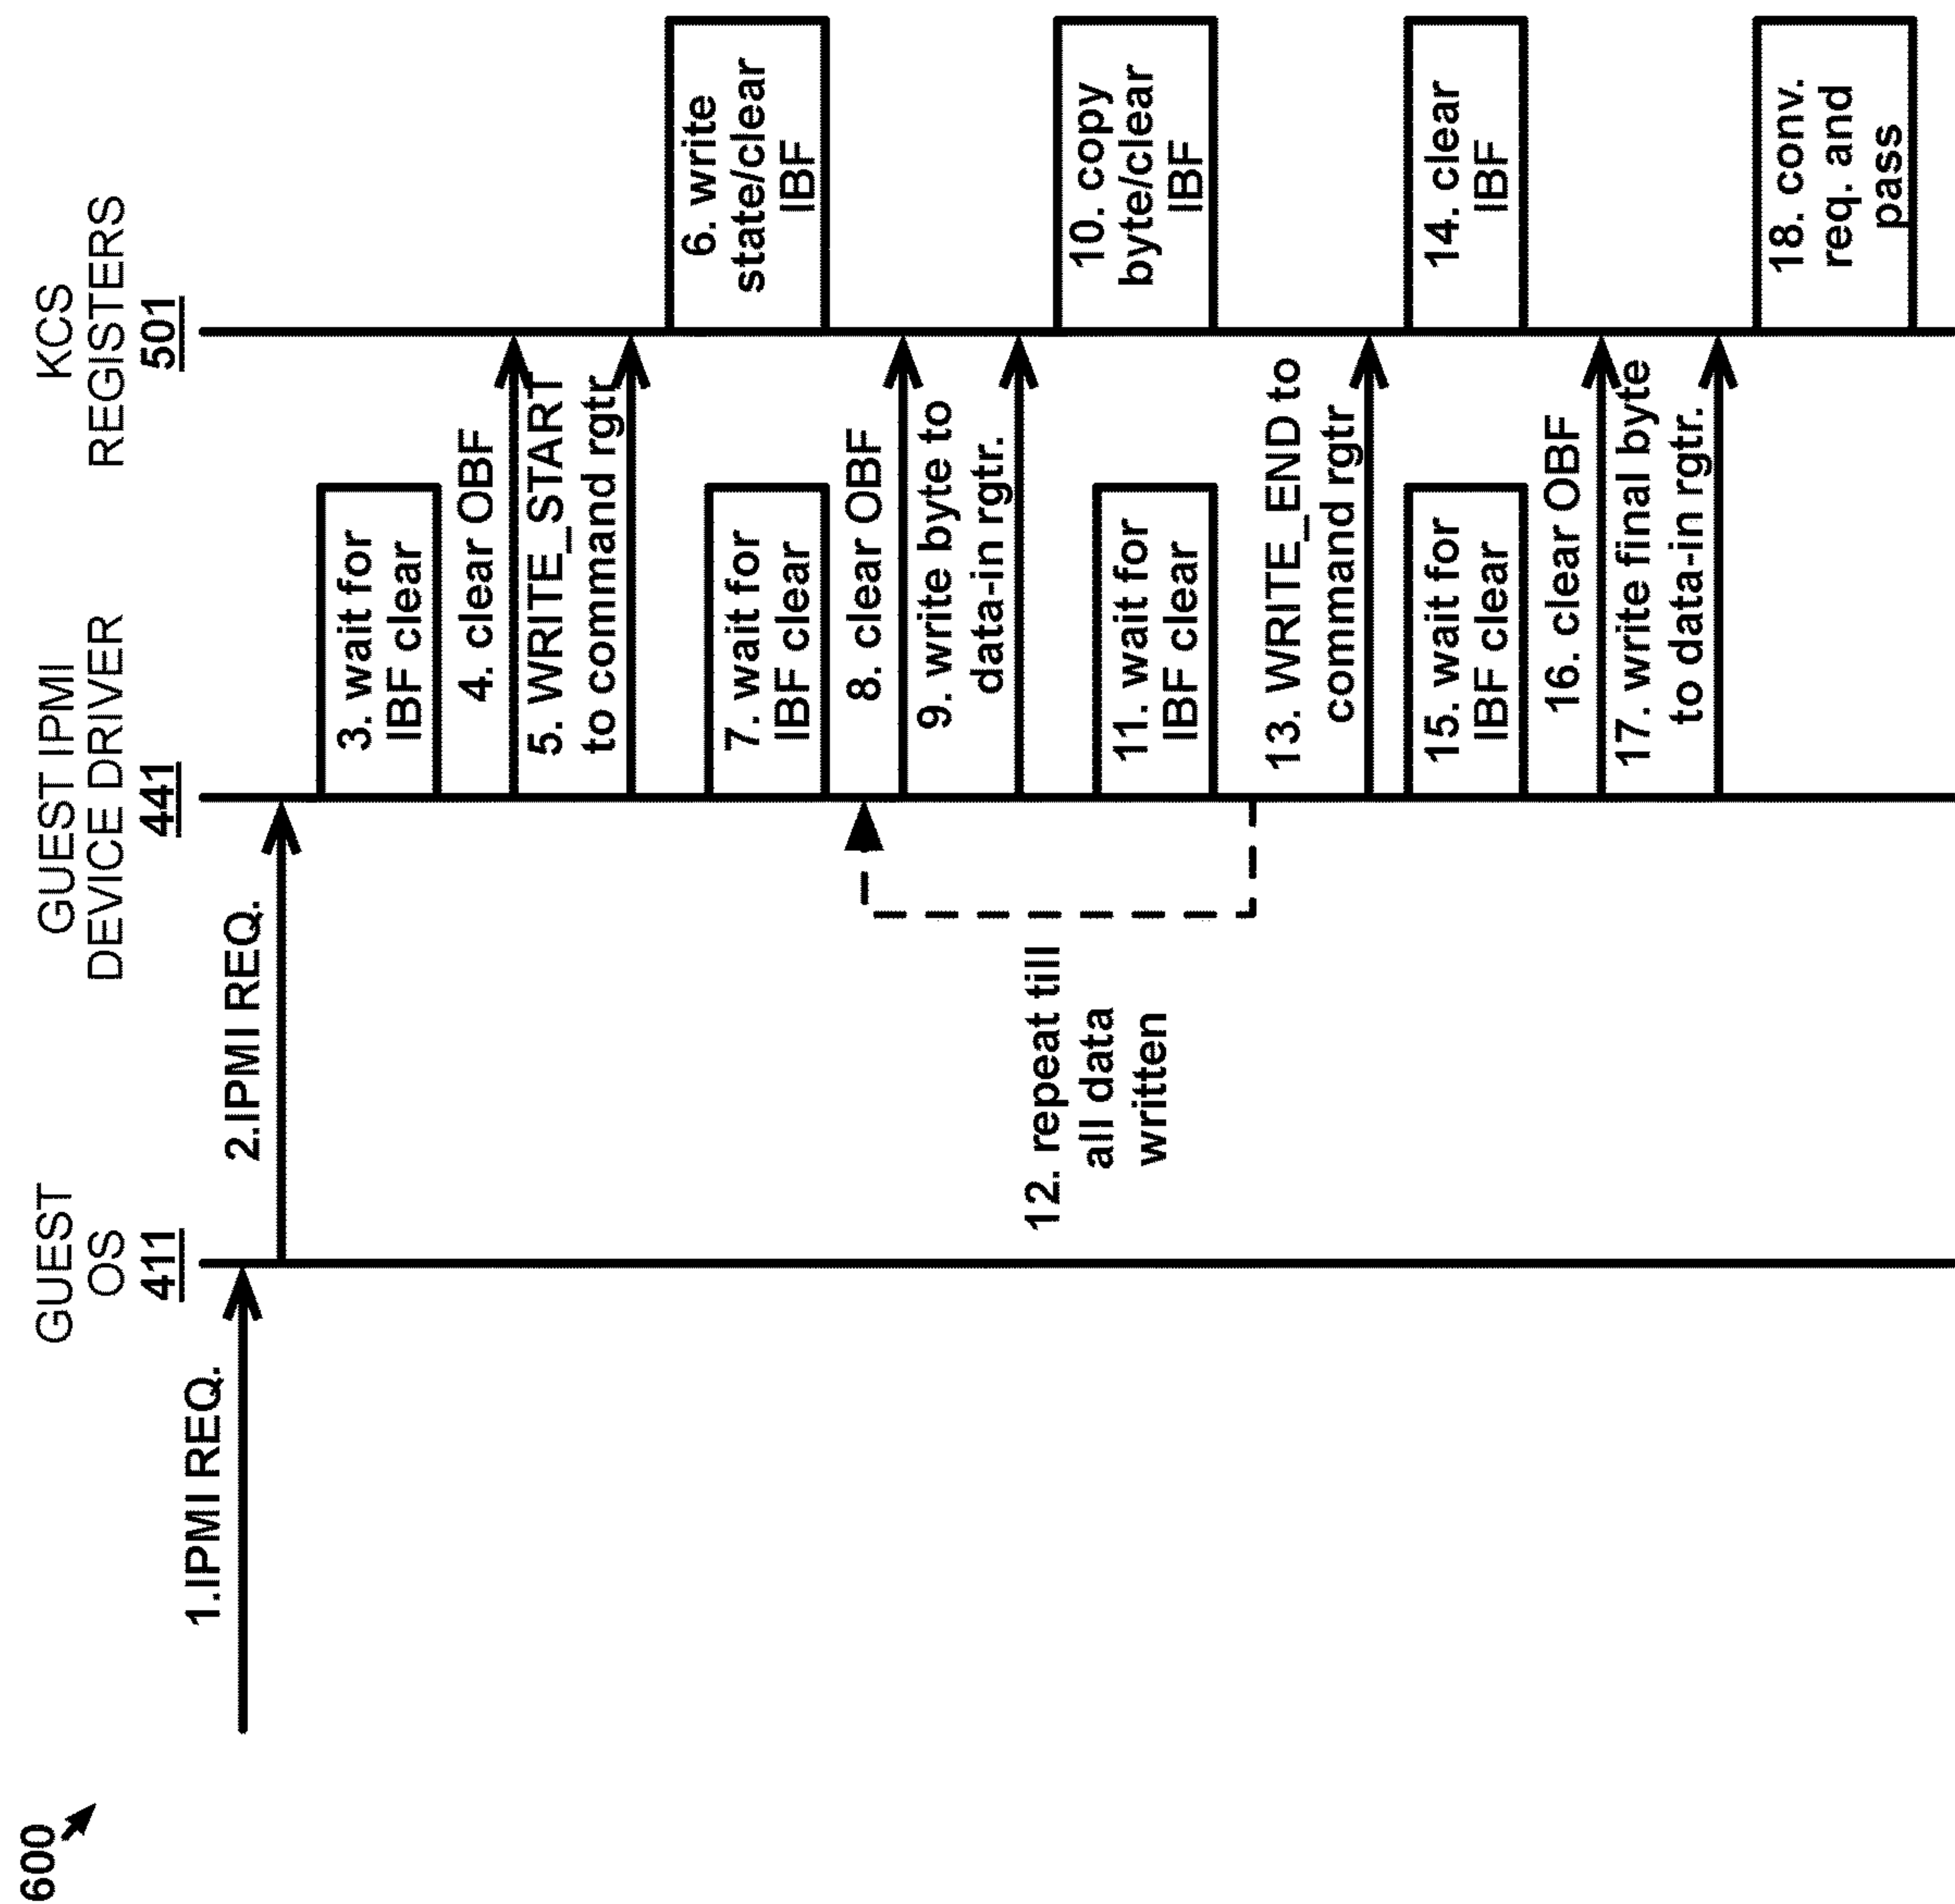 600
GUEST
OS
411
GUEST IPMI
DEVICE DRIVER
441
KCS
REGISTERS
501
1.IPMI REQ.
2.IPMI REQ.
3. wait for
IBF clear
4. clear OBF
5. WRITE_START
to command rgtr
6. write
state/clear
IBF
7. wait for
IBF clear
8. clear OBF
9. write byte to
data-in rgtr.
10. copy
byte/clear
IBF
11. wait for
IBF clear
12. repeat till
all data
written
13. WRITE_END to
command rgtr
14. clear
IBF
15. wait for
IBF clear
16. clear OBF
17. write final byte
to data-in rgtr.
18. conv.
req. and
pass